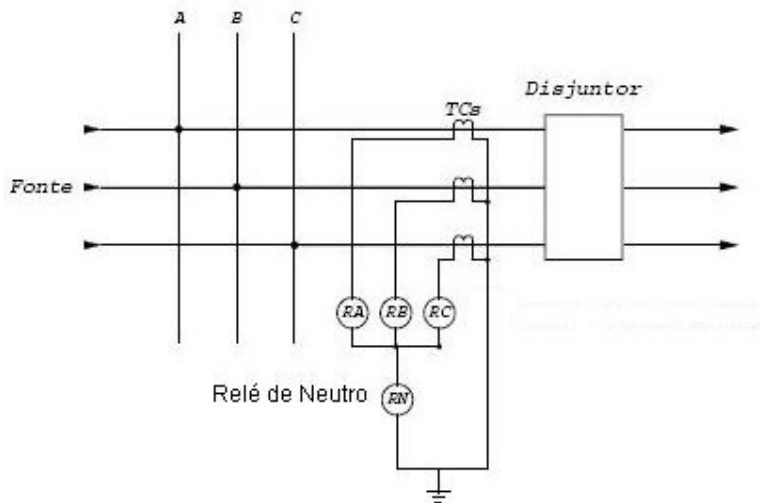 A B C
Disjuntor
TCs
Fonte
RA RB RC
Relé de Neutro RN